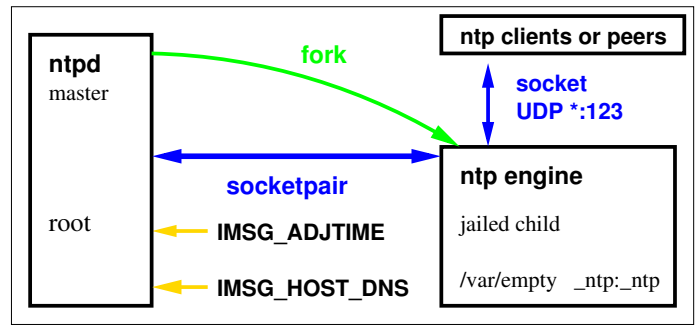 ntpd
master
root
fork
socketpair
IMSG_ADJTIME
IMSG_HOST_DNS
ntp clients or peers
socket
UDP *:123
ntp engine
jailed child
/var/empty _ntp:_ntp